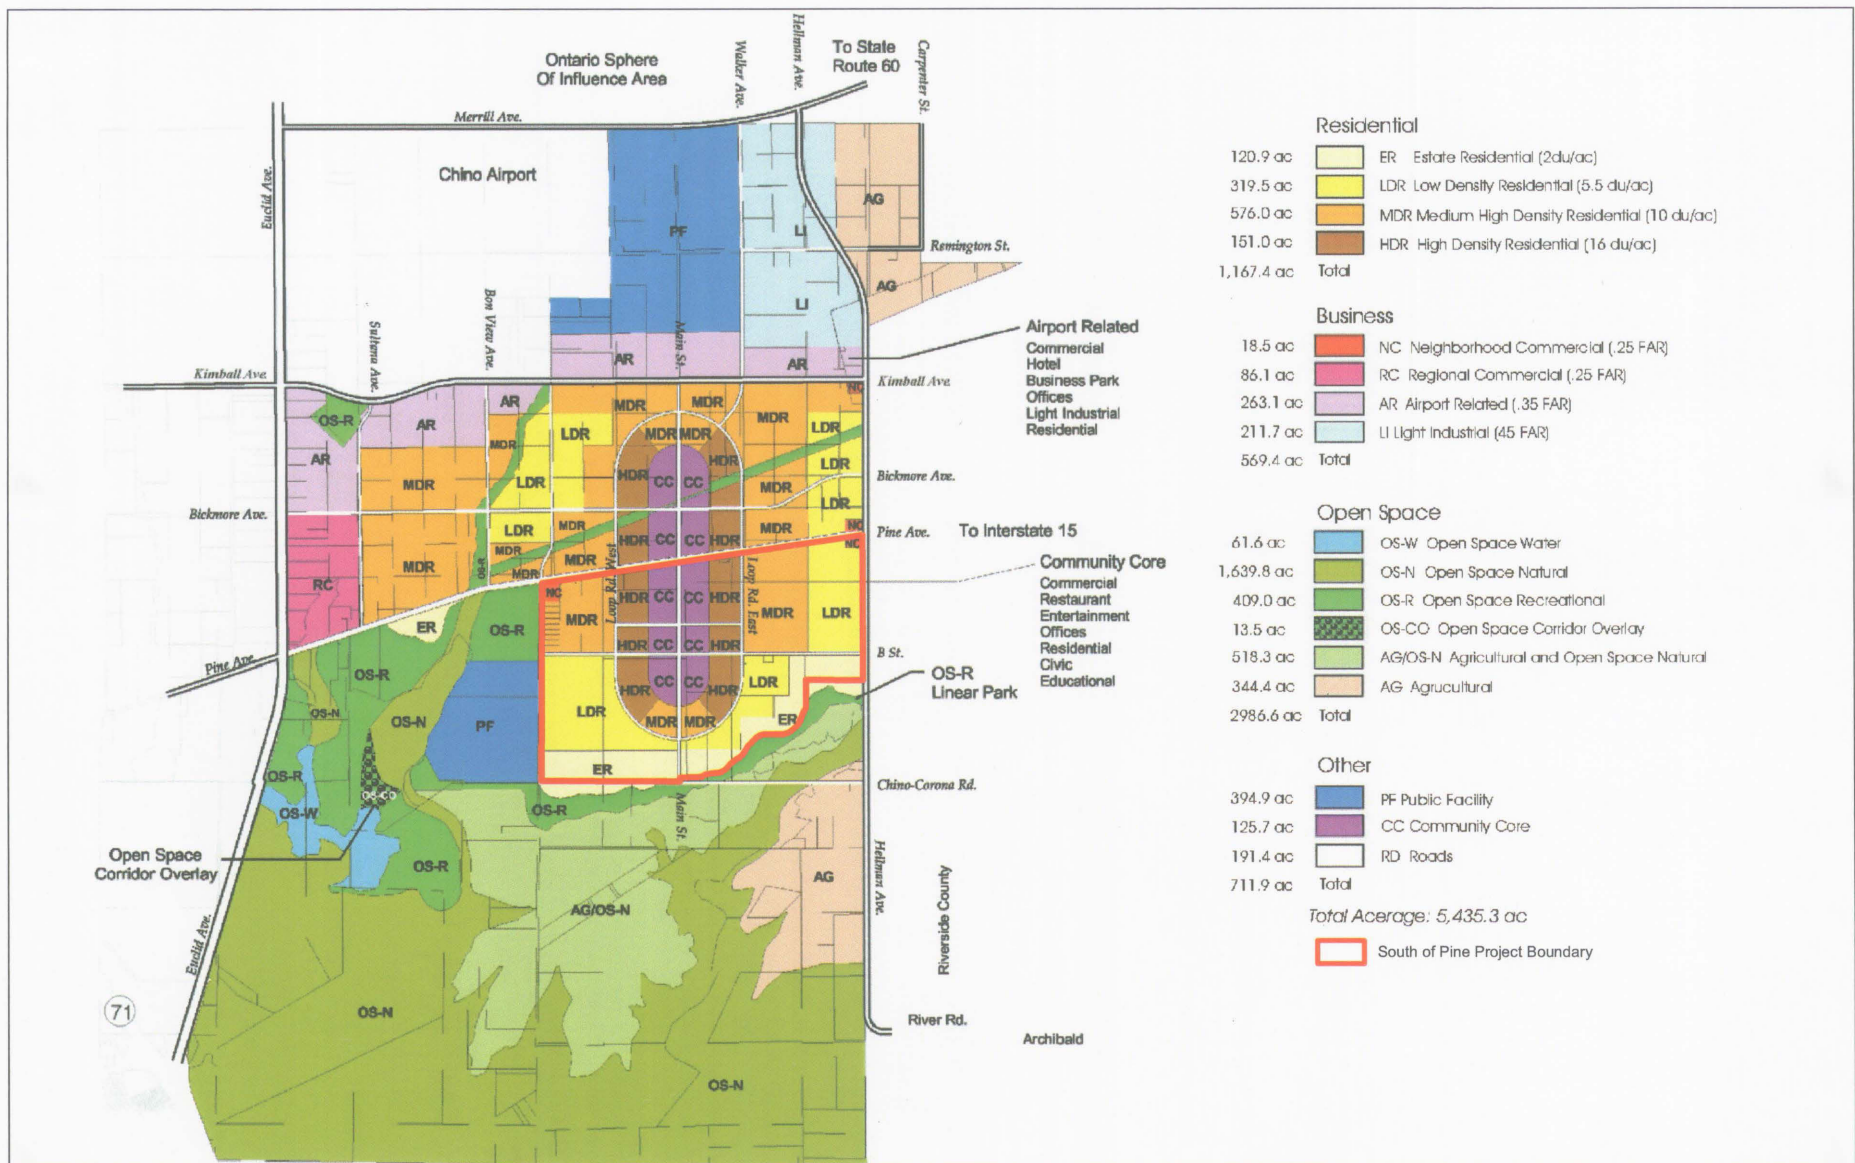 Ontario Sphere
Of Influence Area
To State
Route 60
Walker Ave.
Hellman Ave.
Carpenter St.
Merrill Ave.
Euclid Ave.
Chino Airport
PF
LI
AG
Remington St.
AG
LI
Bon View Ave.
Sultana Ave.
Main St.
AR
AR
Airport Related
Commercial
Hotel
Business Park
Offices
Light Industrial
Residential
Kimball Ave.
Kimball Ave.
NC
OS-R
AR
AR
AR
MDR
MDR
MDR
LDR
MDR
LDR
MDR
MDR
HDR
HDR
LDR
MDR
LDR
CC
CC
MDR
LDR
Bickmore Ave.
Bickmore Ave.
LDR
MDR
MDR
NC
HDR
CC
CC
HDR
Pine Ave.
To Interstate 15
NC
MDR
MDR
MDR
MDR
OS-R
RC
NC
MDR
Loop Rd. West
HDR
CC
CC
HDR
Loop Rd. East
MDR
LDR
Community Core
Commercial
Restaurant
Entertainment
Offices
Residential
Civic
Educational
ER
OS-R
HDR
CC
CC
HDR
B St.
Pine Ave.
OS-R
OS-R
Linear Park
HDR
CC
CC
HDR
LDR
OS-N
OS-N
PF
LDR
MDR
MDR
ER
OS-R
ER
Chino-Corona Rd.
OS-CO
OS-W
OS-R
Main St.
Open Space
Corridor Overlay
OS-R
AG
Hellman Ave.
Riverside County
AG/OS-N
Euclid Ave.
71
OS-N
River Rd.
Archibald
OS-N
Residential
120.9 ac ER Estate Residential (2du/ac)
319.5 ac LDR Low Density Residential (5.5 du/ac)
576.0 ac MDR Medium High Density Residential (10 du/ac)
151.0 ac HDR High Density Residential (16 du/ac)
1,167.4 ac Total
Business
18.5 ac NC Neighborhood Commercial (.25 FAR)
86.1 ac RC Regional Commercial (.25 FAR)
263.1 ac AR Airport Related (.35 FAR)
211.7 ac LI Light Industrial (45 FAR)
569.4 ac Total
Open Space
61.6 ac OS-W Open Space Water
1,639.8 ac OS-N Open Space Natural
409.0 ac OS-R Open Space Recreational
13.5 ac OS-CO Open Space Corridor Overlay
518.3 ac AG/OS-N Agricultural and Open Space Natural
344.4 ac AG Agrucultural
2986.6 ac Total
Other
394.9 ac PF Public Facility
125.7 ac CC Community Core
191.4 ac RD Roads
711.9 ac Total
Total Acerage: 5,435.3 ac
South of Pine Project Boundary